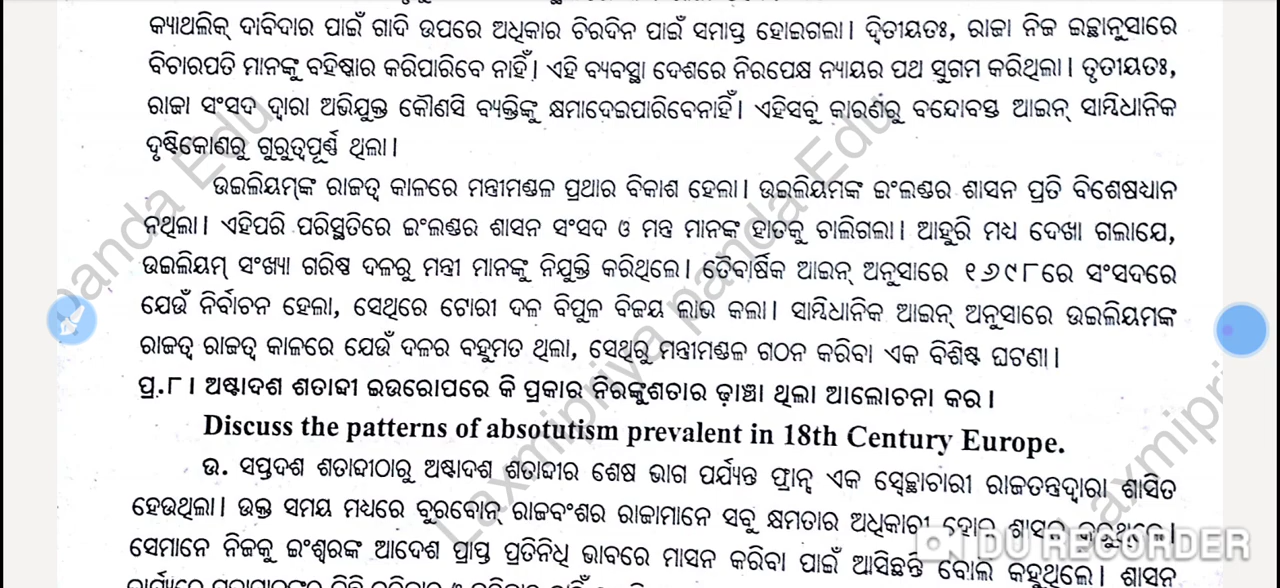 କ୍ୟାଥଲିକ୍ ଦାବିଦାର ପାଇଁ ଗାଦି ଉପରେ ଅଧିକାର ଚିରଦିନ ପାଇଁ ସମାପ୍ତ ହୋଇଗଲା। ଦ୍ୱିତୀୟତଃ, ରାଜା ନିଜ ଇଚ୍ଛାନୁସାରେ
ବିଚାରପତି ମାନଙ୍କୁ ବହିଷ୍କାର କରିପାରିବେ ନାହିଁ। ଏହି ବ୍ୟବସ୍ଥା ଦେଶରେ ନିରପେକ୍ଷ ନ୍ୟାୟର ପଥ ସୁଗମ କରିଥିଲା। ତୃତୀୟତଃ,
ରାଜା ସଂସଦ ଦ୍ୱାରା ଅଭିଯୁକ୍ତ କୌଣସି ବ୍ୟକ୍ତିଙ୍କୁ କ୍ଷମାଦେଇପାରିବେନାହିଁ। ଏହିସବୁ କାରଣରୁ ବନ୍ଦୋବସ୍ତ ଆଇନ୍ ସାମ୍ବିଧାନିକ
ଦୃଷ୍ଟିକୋଣରୁ ଗୁରୁତ୍ୱପୂର୍ଣ୍ଣ ଥିଲା।
ଉଇଲିୟମ୍‌ଙ୍କ ରାଜତ୍ୱ କାଳରେ ମନ୍ତ୍ରୀମଣ୍ଡଳ ପ୍ରଥାର ବିକାଶ ହେଲା। ଉଇଲିୟମଙ୍କ ଇଂଲଣ୍ଡର ଶାସନ ପ୍ରତି ବିଶେଷଧ୍ୟାନ
ନଥିଲା। ଏହିପରି ପରିସ୍ଥିତିରେ ଇଂଲଣ୍ଡର ଶାସନ ସଂସଦ ଓ ମନ୍ତ୍ର ମାନଙ୍କ ହାତକୁ ଚାଲିଗଲା। ଆହୁରି ମଧ୍ୟ ଦେଖା ଗଲାଯେ,
ଉଇଲିୟମ୍ ସଂଖ୍ୟା ଗରିଷ୍ଠ ଦଳରୁ ମନ୍ତ୍ରୀ ମାନଙ୍କୁ ନିଯୁକ୍ତି କରିଥିଲେ। ତ୍ରୈବାର୍ଷିକ ଆଇନ୍ ଅନୁସାରେ ୧୬୯୮ରେ ସଂସଦରେ
ଯେଉଁ ନିର୍ବାଚନ ହେଲା, ସେଥିରେ ଟୋରୀ ଦଳ ବିପୁଳ ବିଜୟ ଲାଭ କଲା। ସାମ୍ବିଧାନିକ ଆଇନ୍ ଅନୁସାରେ ଉଇଲିୟମଙ୍କ
ରାଜତ୍ୱ ରାଜତ୍ୱ କାଳରେ ଯେଉଁ ଦଳର ବହୁମତ ଥିଲା, ସେଥିରୁ ମନ୍ତ୍ରୀମଣ୍ଡଳ ଗଠନ କରିବା ଏକ ବିଶିଷ୍ଟ ଘଟଣା।
ପ୍ର.୮। ଅଷ୍ଟାଦଶ ଶତାବ୍ଦୀ ଇଉରୋପରେ କି ପ୍ରକାର ନିରଙ୍କୁଶତାର ଢ଼ାଞ୍ଚା ଥିଲା ଆଲୋଚନା କର।
Discuss the patterns of absotutism prevalent in 18th Century Europe.
ଉ. ସପ୍ତଦଶ ଶତାବ୍ଦୀଠାରୁ ଅଷ୍ଟାଦଶ ଶତାବ୍ଦୀର ଶେଷ ଭାଗ ପର୍ଯ୍ୟନ୍ତ ଫ୍ରାନ୍ସ ଏକ ସ୍ୱେଚ୍ଛାଚାରୀ ରାଜତନ୍ତ୍ରଦ୍ୱାରା ଶାସିତ
ହେଉଥିଲା। ଉକ୍ତ ସମୟ ମଧ୍ୟରେ ବୁରବୋନ୍ ରାଜବଂଶର ରାଜାମାନେ ସବୁ କ୍ଷମତାର ଅଧିକାରୀ ହୋଇ ଶାସନ କରୁଥିଲେ।
ସେମାନେ ନିଜକୁ ଇଂଶ୍ୱରଙ୍କ ଆଦେଶ ପ୍ରାପ୍ତ ପ୍ରତିନିଧି ଭାବରେ ମାସନ କରିବା ପାଇଁ ଆସିଛନ୍ତି ବୋଲି କହୁଥିଲେ। ଶାସନ
Laxmipriya panda Edu
DU RECORDER